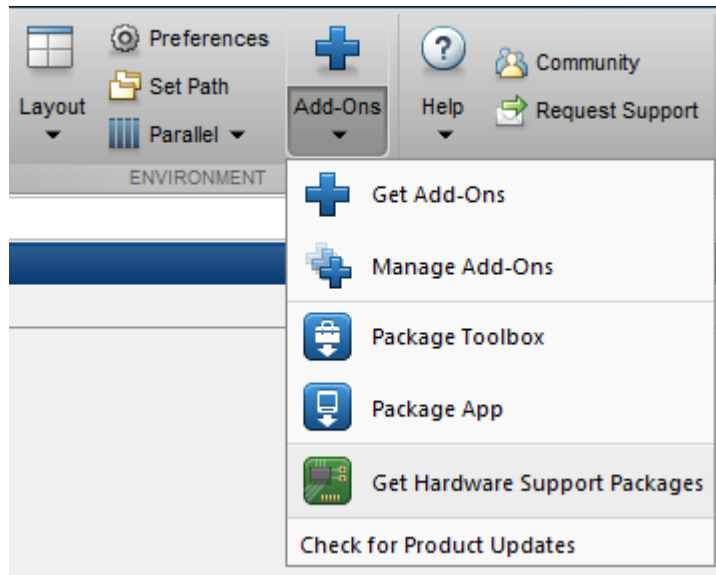 Layout
Preferences
Set Path
Parallel
Add-Ons
Help
Community
Request Support
ENVIRONMENT
Get Add-Ons
Manage Add-Ons
Package Toolbox
Package App
Get Hardware Support Packages
Check for Product Updates